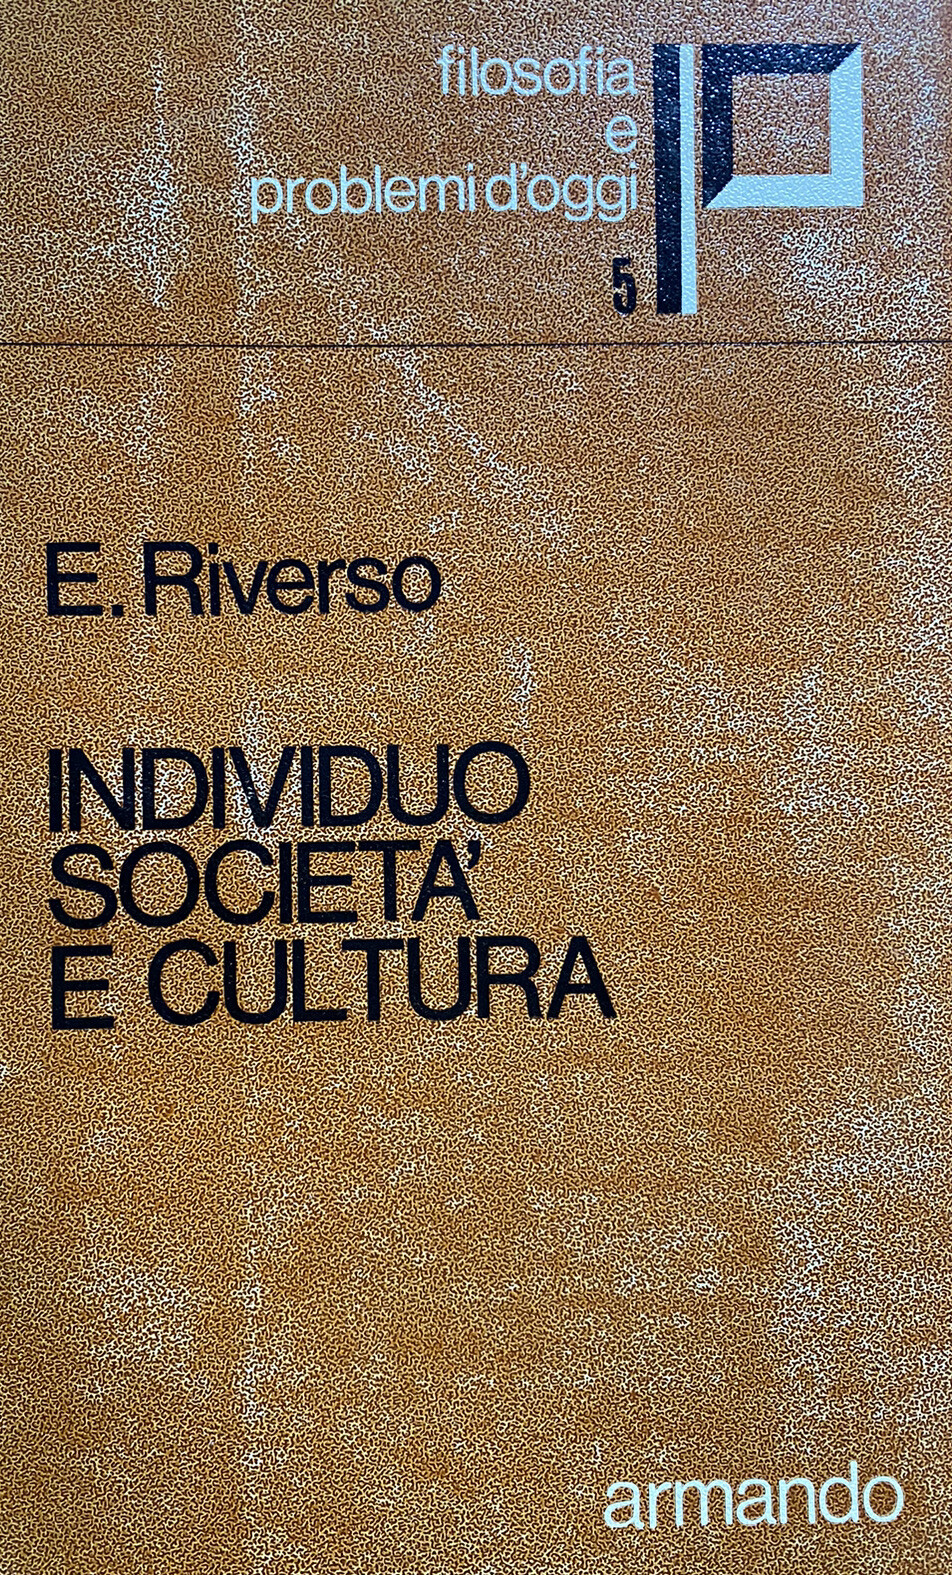 filosofia
e
problemi d'oggi
5
E. Riverso
INDIVIDUO
SOCIETA'
E CULTURA
armando